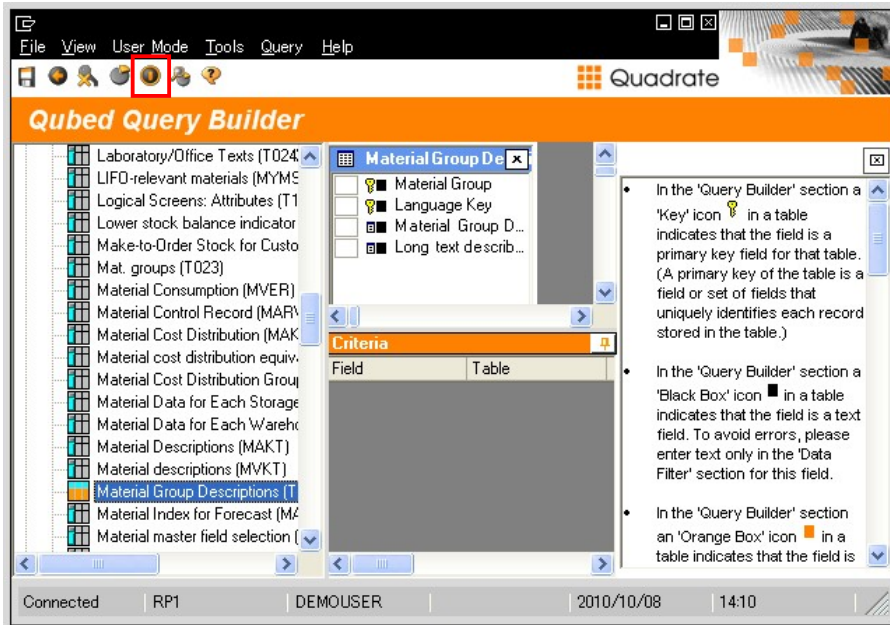 File View User Mode Tools Query Help
Quadrate
Qubed Query Builder
Laboratory/Office Texts (T024
LIFO-relevant materials (MYMS
Logical Screens: Attributes (T1
Lower stock balance indicator
Make-to-Order Stock for Custo
Mat. groups (T023)
Material Consumption (MVER)
Material Control Record (MARV
Material Cost Distribution (MAK
Material cost distribution equiv
Material Cost Distribution Group
Material Data for Each Storage
Material Data for Each Wareho
Material Descriptions (MAKT)
Material descriptions (MVKT)
Material Group Descriptions (T
Material Index for Forecast (MA
Material master field selection (
Material Group De
Material Group
Language Key
Material Group D...
Long text describ...
Criteria
Field Table
• In the 'Query Builder' section a
'Key' icon in a table
indicates that the field is a
primary key field for that table.
(A primary key of the table is a
field or set of fields that
uniquely identifies each record
stored in the table.)
• In the 'Query Builder' section a
'Black Box' icon in a table
indicates that the field is a text
field. To avoid errors, please
enter text only in the 'Data
Filter' section for this field.
• In the 'Query Builder' section
an 'Orange Box' icon in a
table indicates that the field is
Connected RP1 DEMOUSER 2010/10/08 14:10